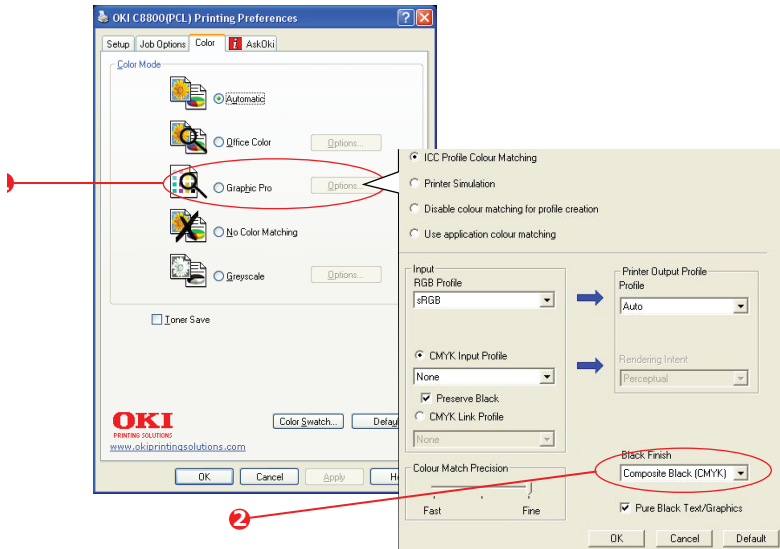 OKI C8800(PCL) Printing Preferences
Setup Job Options Color AskOki
Color Mode
Automatic
Office Color Options...
Graphic Pro Options...
No Color Matching
Greyscale Options...
Toner Save
OKI
PRINTING SOLUTIONS
www.okiprintingsolutions.com
Color Swatch...
OK Cancel Apply
ICC Profile Colour Matching
Printer Simulation
Disable colour matching for profile creation
Use application colour matching
Input
RGB Profile
sRGB
CMYK Input Profile
None
Preserve Black
CMYK Link Profile
None
Printer Output Profile
Profile
Auto
Rendering Intent
Perceptual
Colour Match Precision
Fast Fine
Black Finish
Composite Black (CMYK)
Pure Black Text/Graphics
OK Cancel Default
2